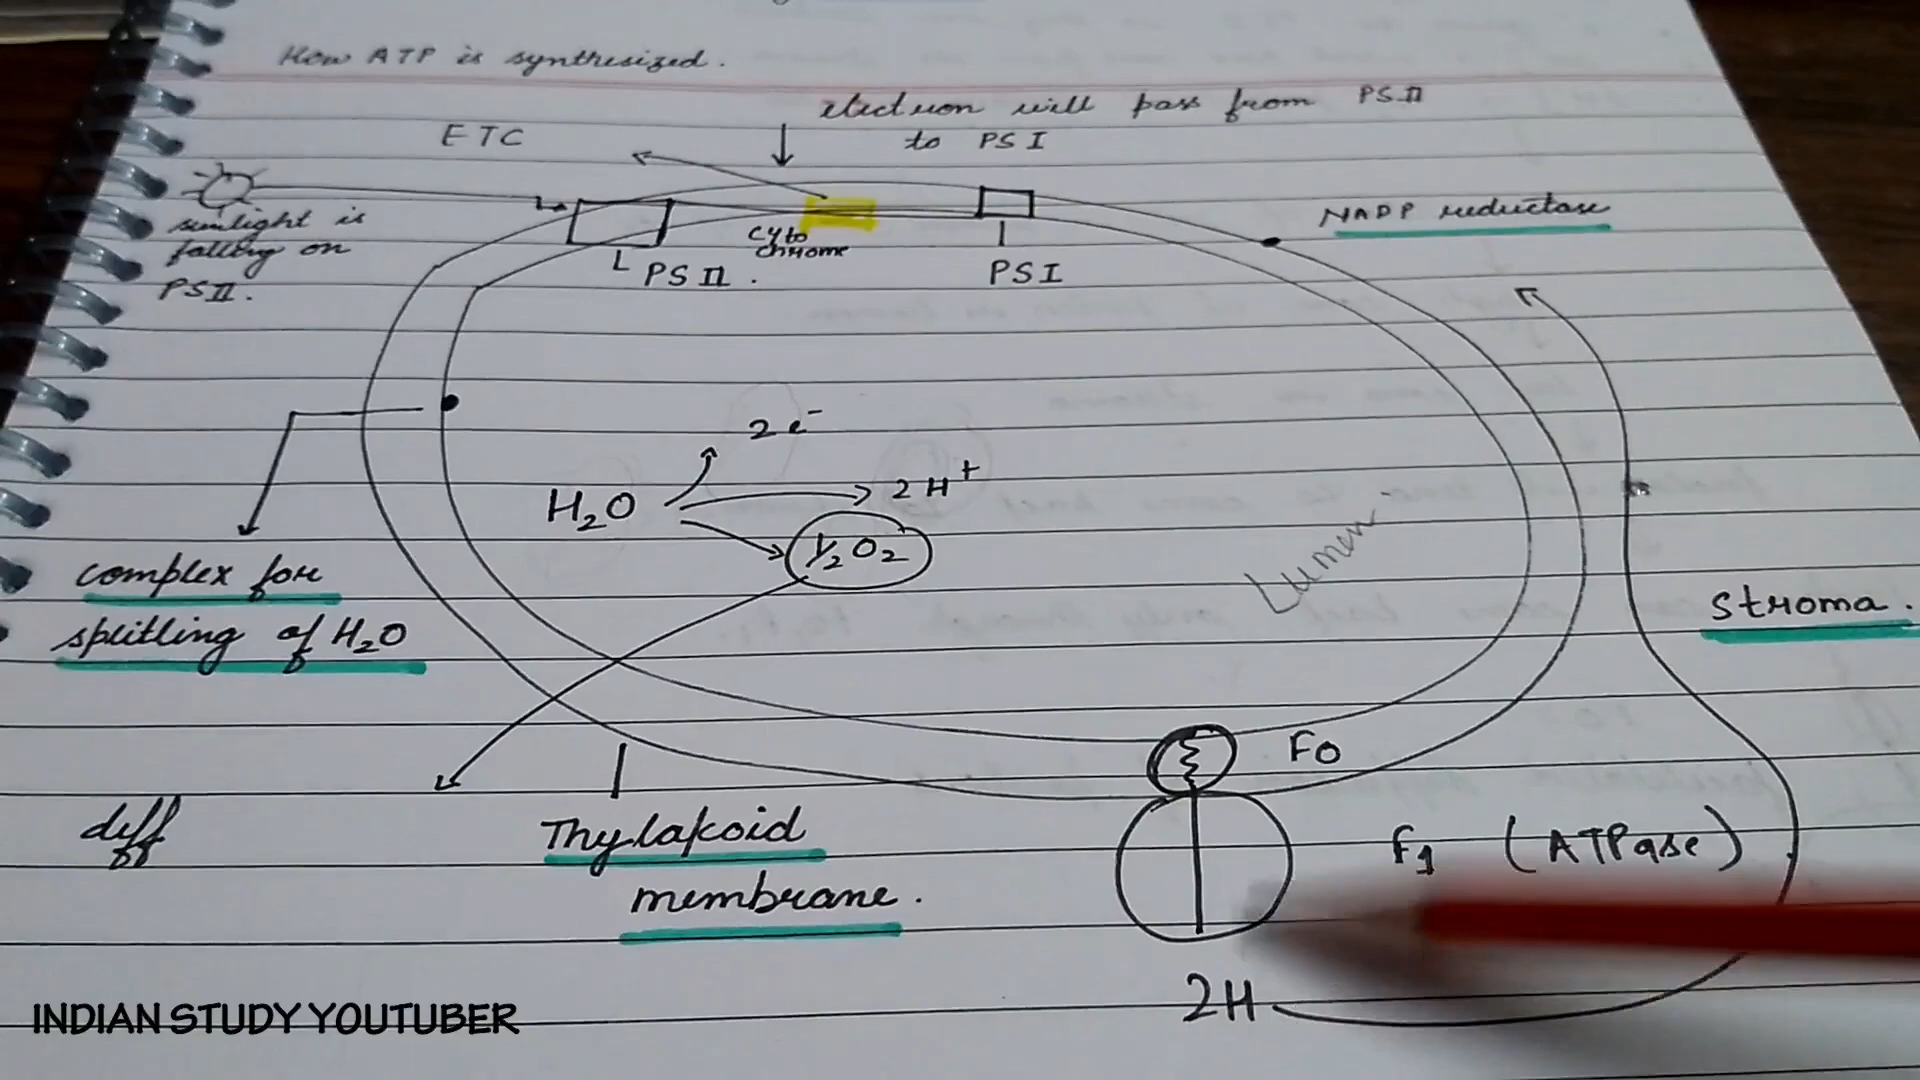 How ATP is synthesized.
electron will pass from PS II
to PS I
ETC
sunlight is
falling on
PS II.
cyto
chrome
PS II.
PS I
NADP reductase
2e⁻
H₂O
2H⁺
½O₂
Lumen
complex for
splitting of H₂O
Stroma.
F0
diff
Thylakoid
membrane.
F1 (ATPase)
2H
INDIAN STUDY YOUTUBER